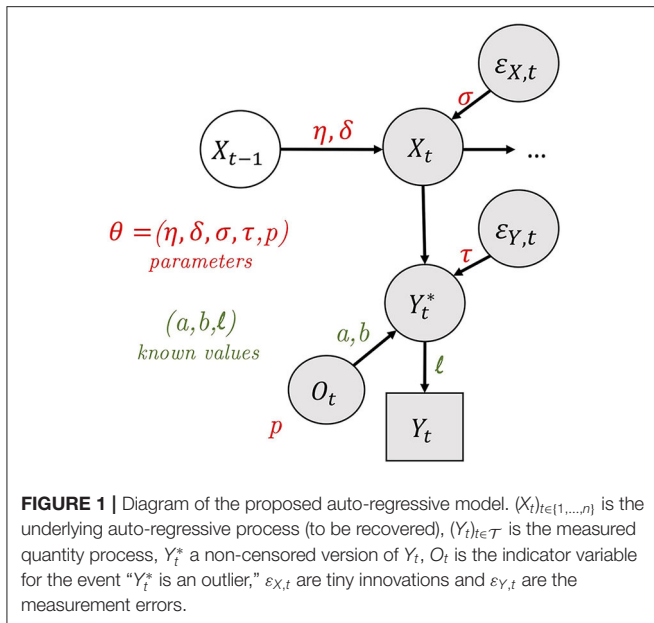 ε_{X,t}
σ
X_{t−1}
η, δ
X_t
...
θ =(η, δ, σ, τ, p)
parameters
ε_{Y,t}
τ
Y_t^*
(a,b,ℓ)
known values
a,b
ℓ
O_t
p
Y_t
FIGURE 1 | Diagram of the proposed auto-regressive model. (X_t)_{t∈{1,...,n}} is the
underlying auto-regressive process (to be recovered), (Y_t)_{t∈𝒯} is the measured
quantity process, Y_t^* a non-censored version of Y_t, O_t is the indicator variable
for the event “Y_t^* is an outlier,” ε_{X,t} are tiny innovations and ε_{Y,t} are the
measurement errors.